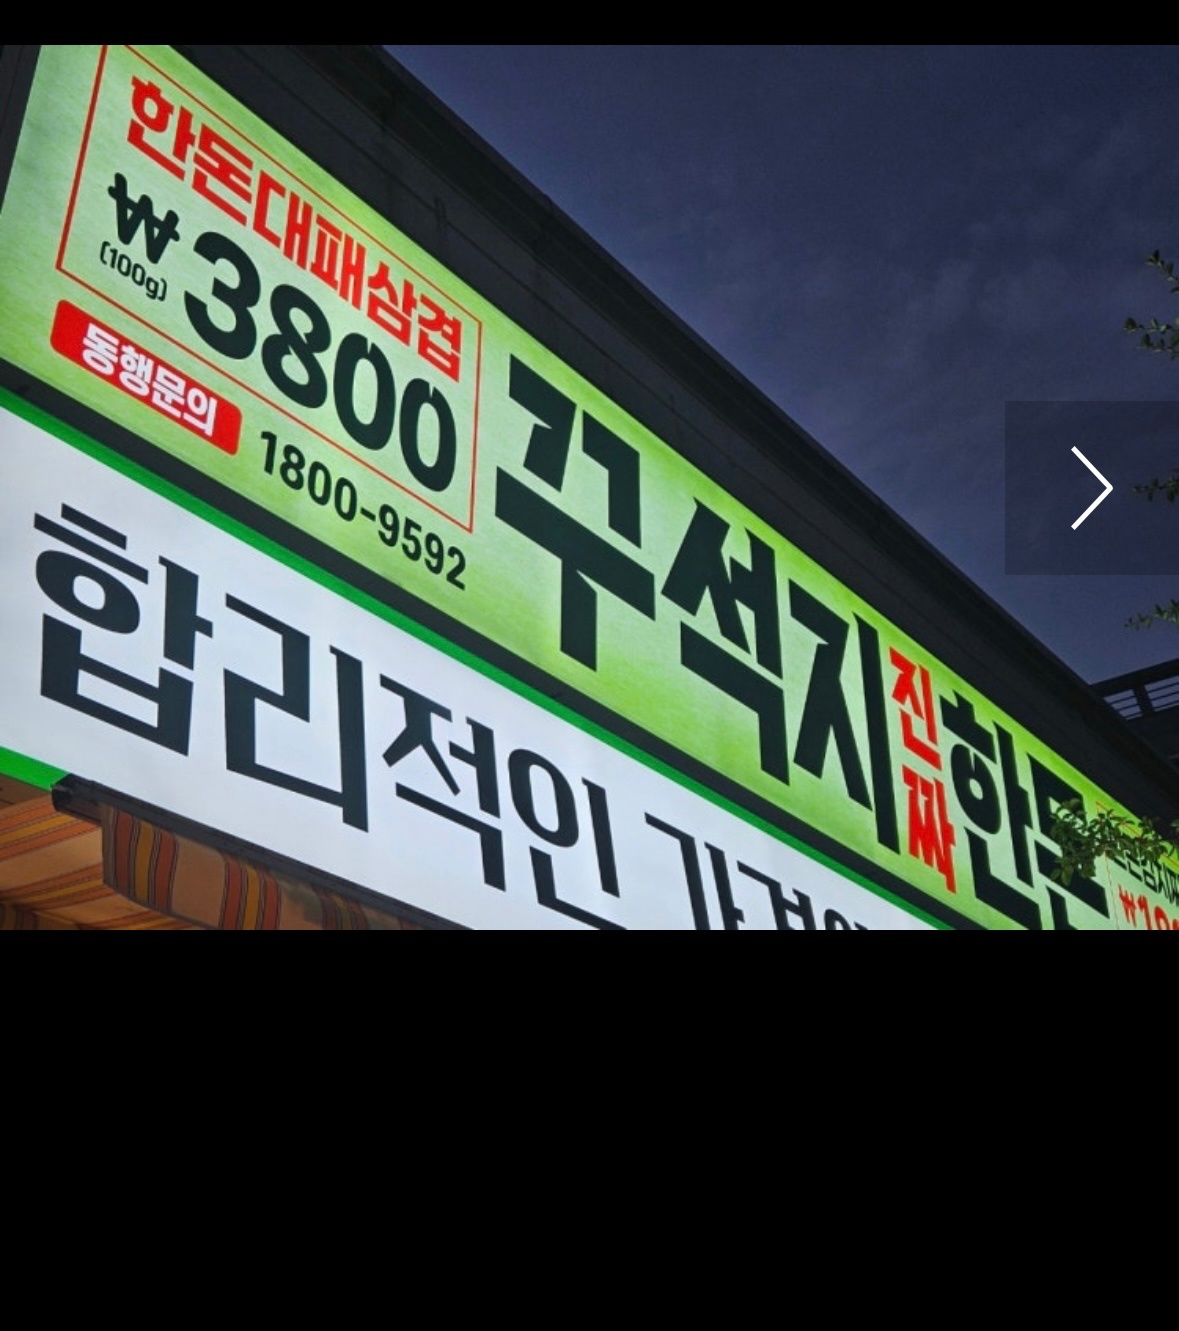 한돈대패삼겹
₩3800
(100g)
동행문의
1800-9592
꾸석지
진짜
한돈
합리적인